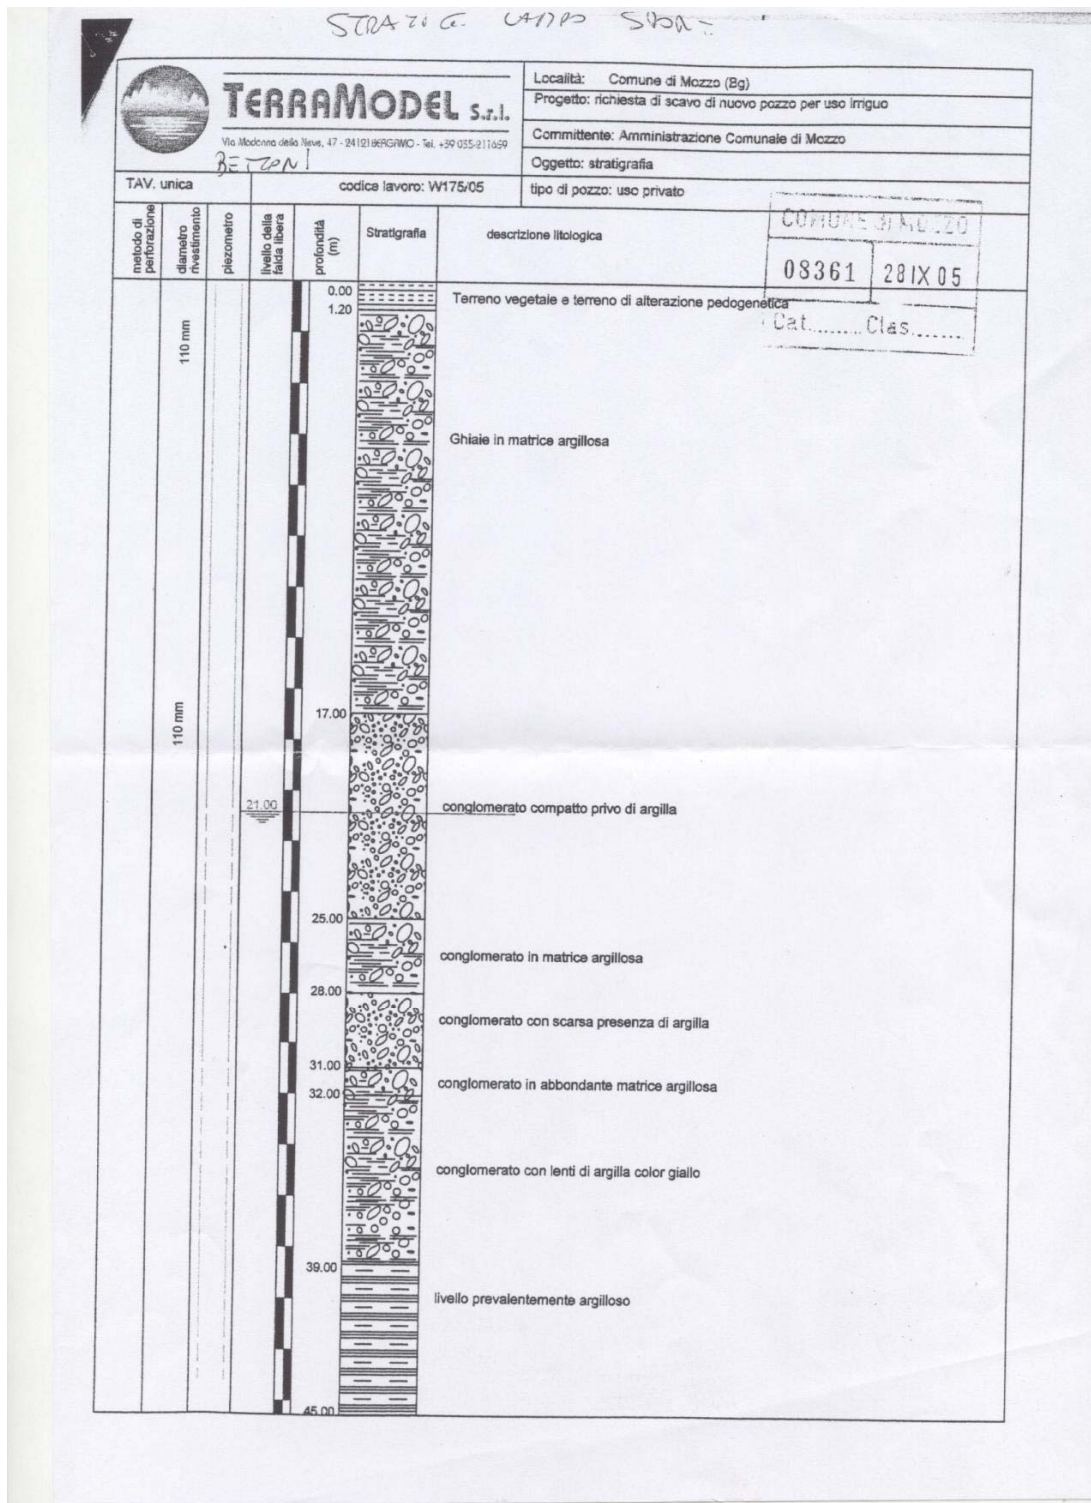 STRATIG. CAMPO
TERRAMODEL S.r.l.
Via Madonna della Neve, 47 - 24121 BERGAMO - Tel. +39 035-211659
BETTONI
Località: Comune di Mozzo (Bg)
Progetto: richiesta di scavo di nuovo pozzo per uso irriguo
Committente: Amministrazione Comunale di Mozzo
Oggetto: stratigrafia
TAV. unica
codice lavoro: W175/05
tipo di pozzo: uso privato
COMUNE DI MOZZO
08361 28 IX 05
Cat......... Clas........
metodo di perforazione
diametro rivestimento
piezometro
livello della falda libera
profondità (m)
Stratigrafia
descrizione litologica
0.00
Terreno vegetale e terreno di alterazione pedogenetica
1.20
110 mm
Ghiaie in matrice argillosa
17.00
110 mm
21.00
conglomerato compatto privo di argilla
25.00
conglomerato in matrice argillosa
28.00
conglomerato con scarsa presenza di argilla
31.00
conglomerato in abbondante matrice argillosa
32.00
conglomerato con lenti di argilla color giallo
39.00
livello prevalentemente argilloso
45.00